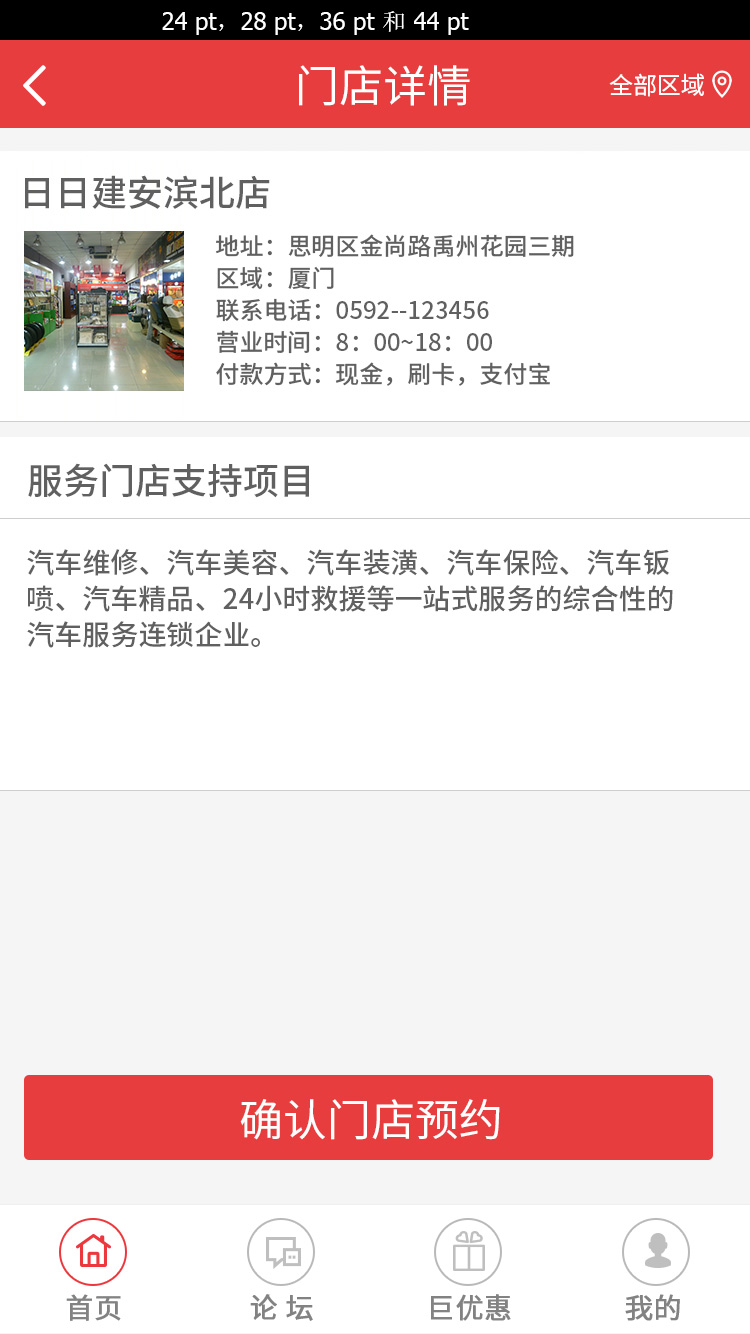 24 pt，28 pt，36 pt 和 44 pt
门店详情
全部区域
日日建安滨北店
地址：思明区金尚路禹州花园三期
区域：厦门
联系电话：0592--123456
营业时间：8：00~18：00
付款方式：现金，刷卡，支付宝
服务门店支持项目
汽车维修、汽车美容、汽车装潢、汽车保险、汽车钣
喷、汽车精品、24小时救援等一站式服务的综合性的
汽车服务连锁企业。
确认门店预约
首页
论 坛
巨优惠
我的